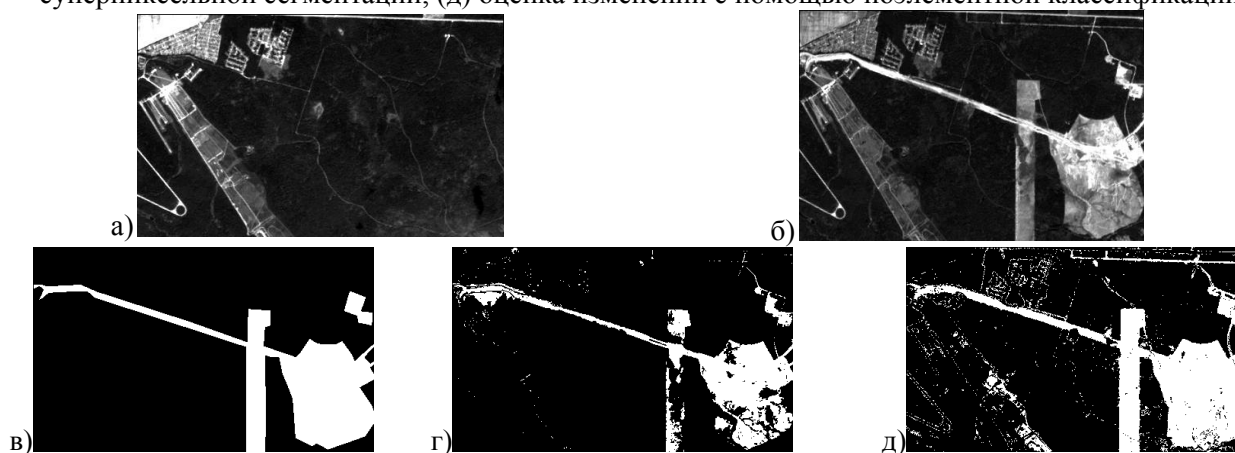 суперпиксельной сегментации; (д) оценка изменений с помощью поэлементной классификации
а) б)
в) г) д)